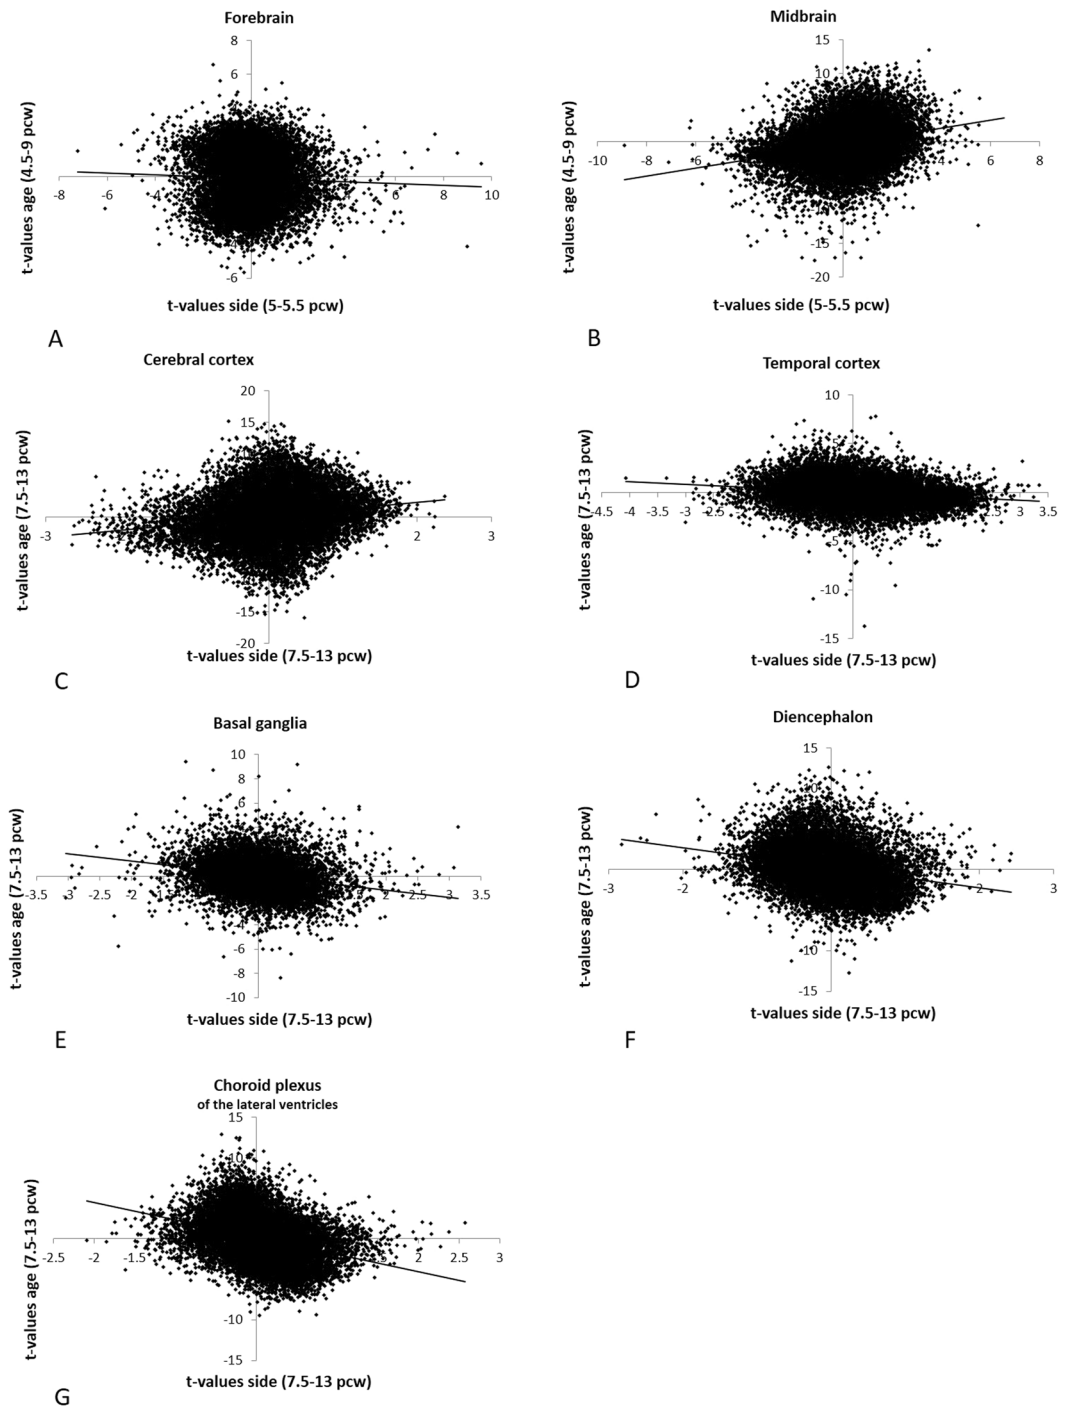 Forebrain
8
6
t-values age (4.5-9 pcw)
-8 -6 -4 6 8 10
-6
t-values side (5-5.5 pcw)
A
Midbrain
15
10
t-values age (4.5-9 pcw)
-10 -8 -6 4 6 8
-15
-20
t-values side (5-5.5 pcw)
B
Cerebral cortex
20
15
t-values age (7.5-13 pcw)
-3 2 3
-15
-20
t-values side (7.5-13 pcw)
C
Temporal cortex
10
5
t-values age (7.5-13 pcw)
-4.5 -4 -3.5 -3 -2.5 2.5 3 3.5
-5
-10
-15
t-values side (7.5-13 pcw)
D
Basal ganglia
10
8
6
t-values age (7.5-13 pcw)
-3.5 -3 -2.5 -2 2 2.5 3 3.5
-4
-6
-8
-10
t-values side (7.5-13 pcw)
E
Diencephalon
15
10
t-values age (7.5-13 pcw)
-3 -2 2 3
-10
-15
t-values side (7.5-13 pcw)
F
Choroid plexus
of the lateral ventricles
15
10
t-values age (7.5-13 pcw)
-2.5 -2 -1.5 2 2.5 3
-10
-15
t-values side (7.5-13 pcw)
G